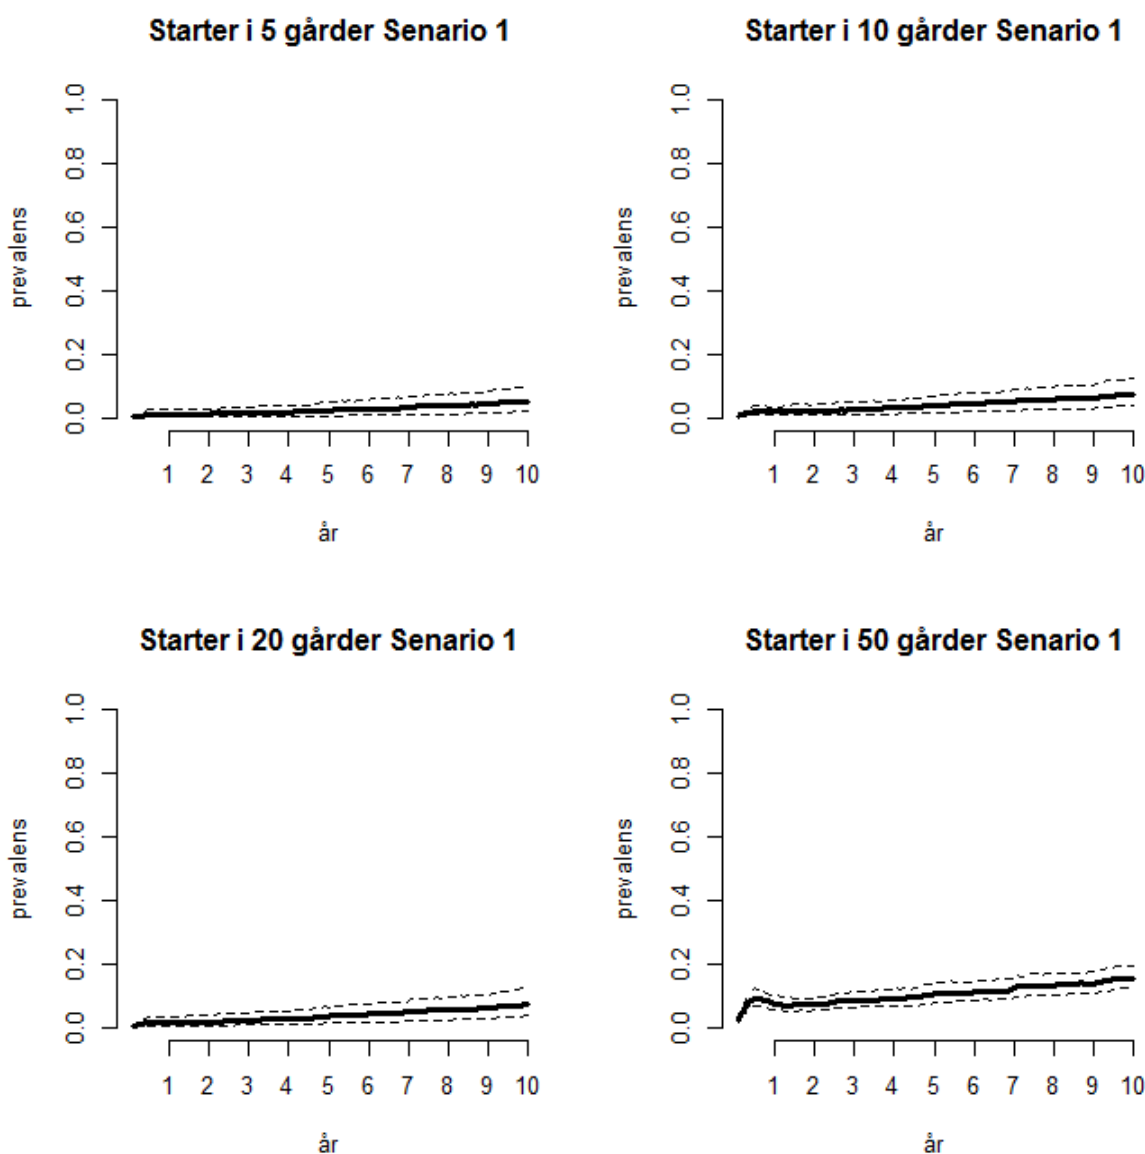 Starter i 5 gårder Senario 1
prevalens
1.0
0.8
0.6
0.4
0.2
0.0
1 2 3 4 5 6 7 8 9 10
år
Starter i 10 gårder Senario 1
prevalens
1.0
0.8
0.6
0.4
0.2
0.0
1 2 3 4 5 6 7 8 9 10
år
Starter i 20 gårder Senario 1
prevalens
1.0
0.8
0.6
0.4
0.2
0.0
1 2 3 4 5 6 7 8 9 10
år
Starter i 50 gårder Senario 1
prevalens
1.0
0.8
0.6
0.4
0.2
0.0
1 2 3 4 5 6 7 8 9 10
år